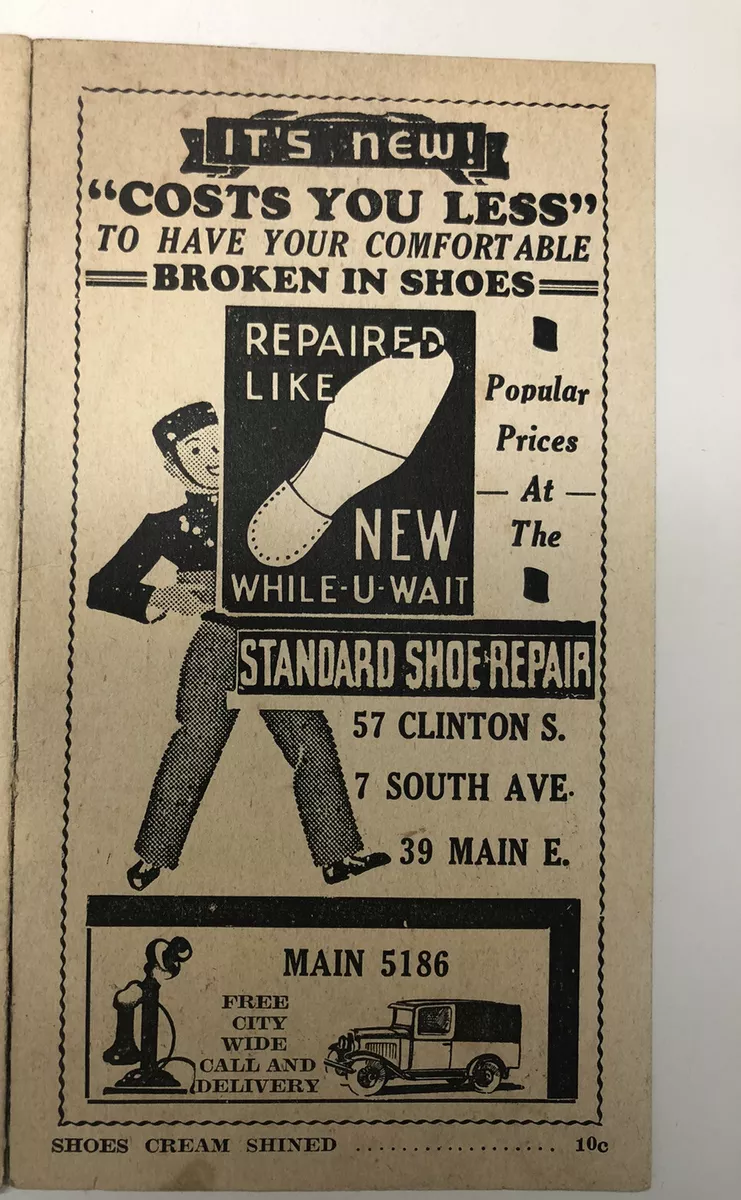 IT'S new!
“COSTS YOU LESS”
TO HAVE YOUR COMFORTABLE
BROKEN IN SHOES
REPAIRED
LIKE
NEW
WHILE-U-WAIT
Popular
Prices
— At —
The
STANDARD SHOE REPAIR
57 CLINTON S.
7 SOUTH AVE.
39 MAIN E.
MAIN 5186
FREE
CITY
WIDE
CALL AND
DELIVERY
SHOES CREAM SHINED .................. 10c